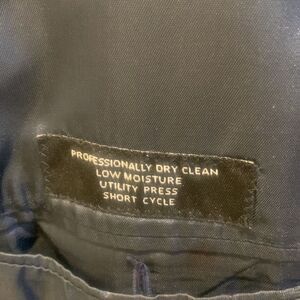 PROFESSIONALLY DRY CLEAN
LOW MOISTURE
UTILITY PRESS
SHORT CYCLE